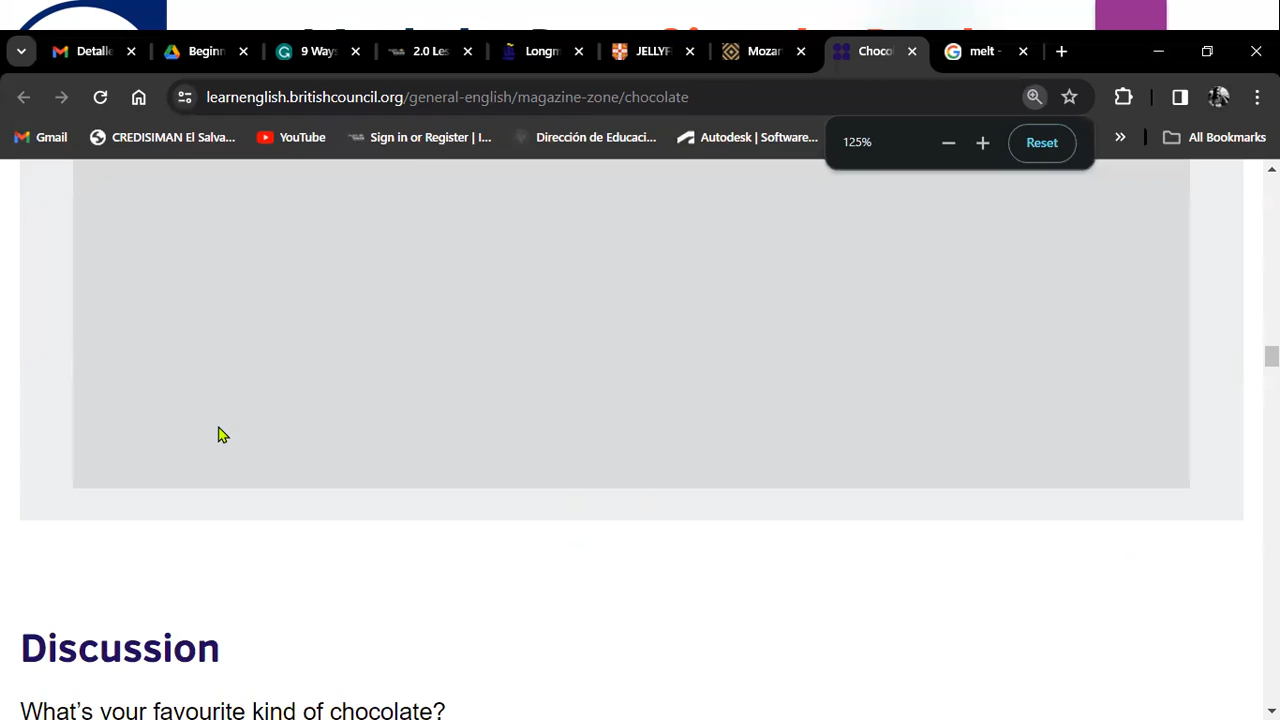 Detalle
Beginn
9 Ways
2.0 Les
Longm
JELLYF
Mozar
Choco
melt -
learnenglish.britishcouncil.org/general-english/magazine-zone/chocolate
Gmail
CREDISIMAN El Salva...
YouTube
Sign in or Register | I...
Dirección de Educaci...
Autodesk | Software...
All Bookmarks
125%
Reset
Discussion
What's your favourite kind of chocolate?